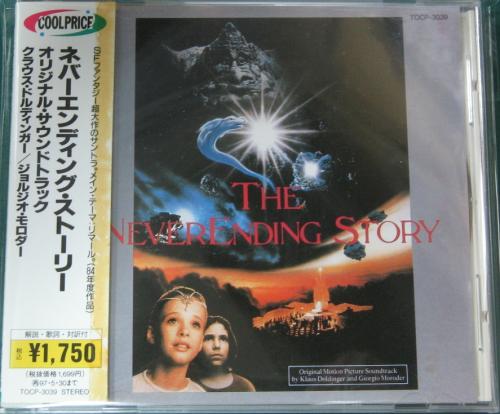 COOLPRICE
ネバーエンディング・ストーリー
オリジナル・サウンドトラック
クラウス・ドルディンガー/ジョルジオ・モロダー
SFファンタジー超大作のサントラ。メイン・テーマ:リマール。('84年度作品)
解説・歌詞・対訳付
税込
¥1,750
(税抜価格1,699円)
再97・5・30まで
TOCP-3039 STEREO
TOCP-3039
THE
NEVERENDING STORY
Original Motion Picture Soundtrack
by Klaus Doldinger and Giorgio Moroder